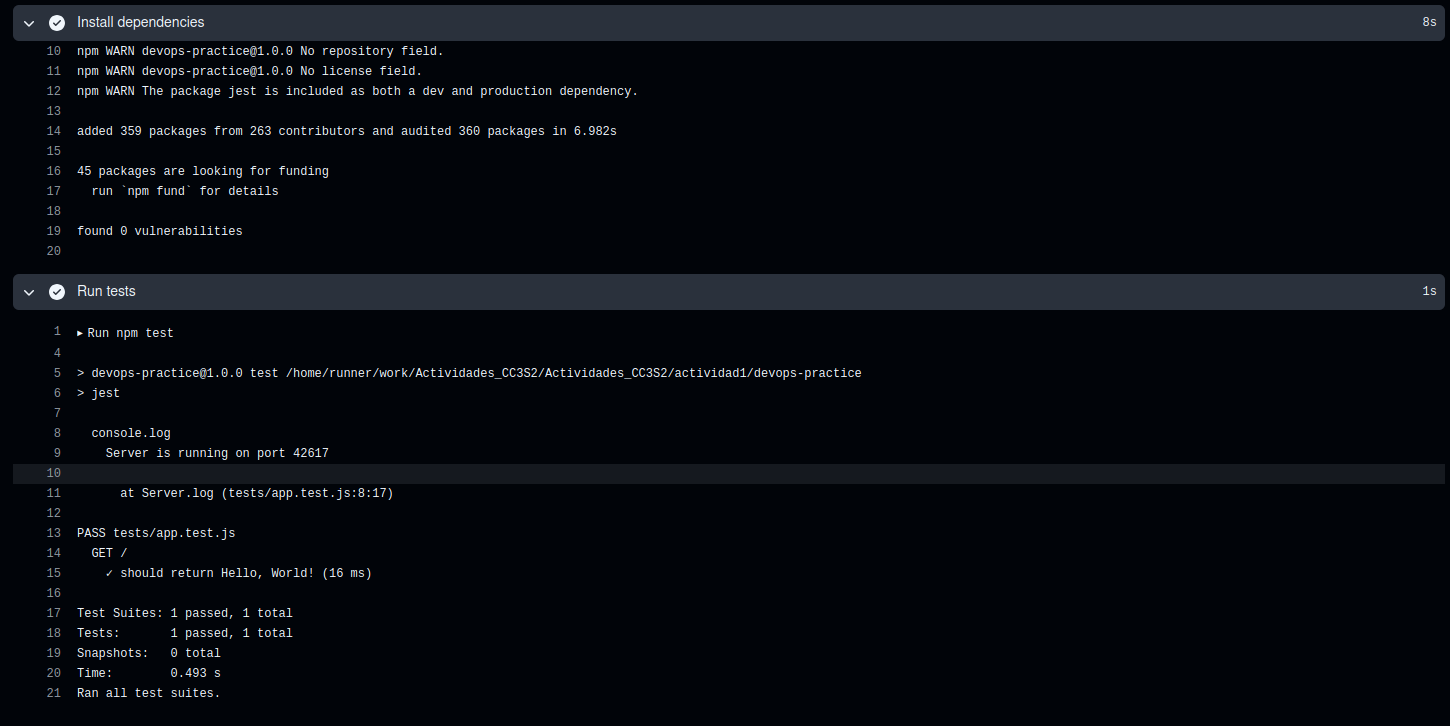 Install dependencies 8s
10 npm WARN devops-practice@1.0.0 No repository field.
11 npm WARN devops-practice@1.0.0 No license field.
12 npm WARN The package jest is included as both a dev and production dependency.
13
14 added 359 packages from 263 contributors and audited 360 packages in 6.982s
15
16 45 packages are looking for funding
17   run `npm fund` for details
18
19 found 0 vulnerabilities
20
Run tests 1s
1 ▸ Run npm test
4
5 > devops-practice@1.0.0 test /home/runner/work/Actividades_CC3S2/Actividades_CC3S2/actividad1/devops-practice
6 > jest
7
8   console.log
9     Server is running on port 42617
10
11       at Server.log (tests/app.test.js:8:17)
12
13 PASS tests/app.test.js
14   GET /
15     ✓ should return Hello, World! (16 ms)
16
17 Test Suites: 1 passed, 1 total
18 Tests:       1 passed, 1 total
19 Snapshots:   0 total
20 Time:        0.493 s
21 Ran all test suites.